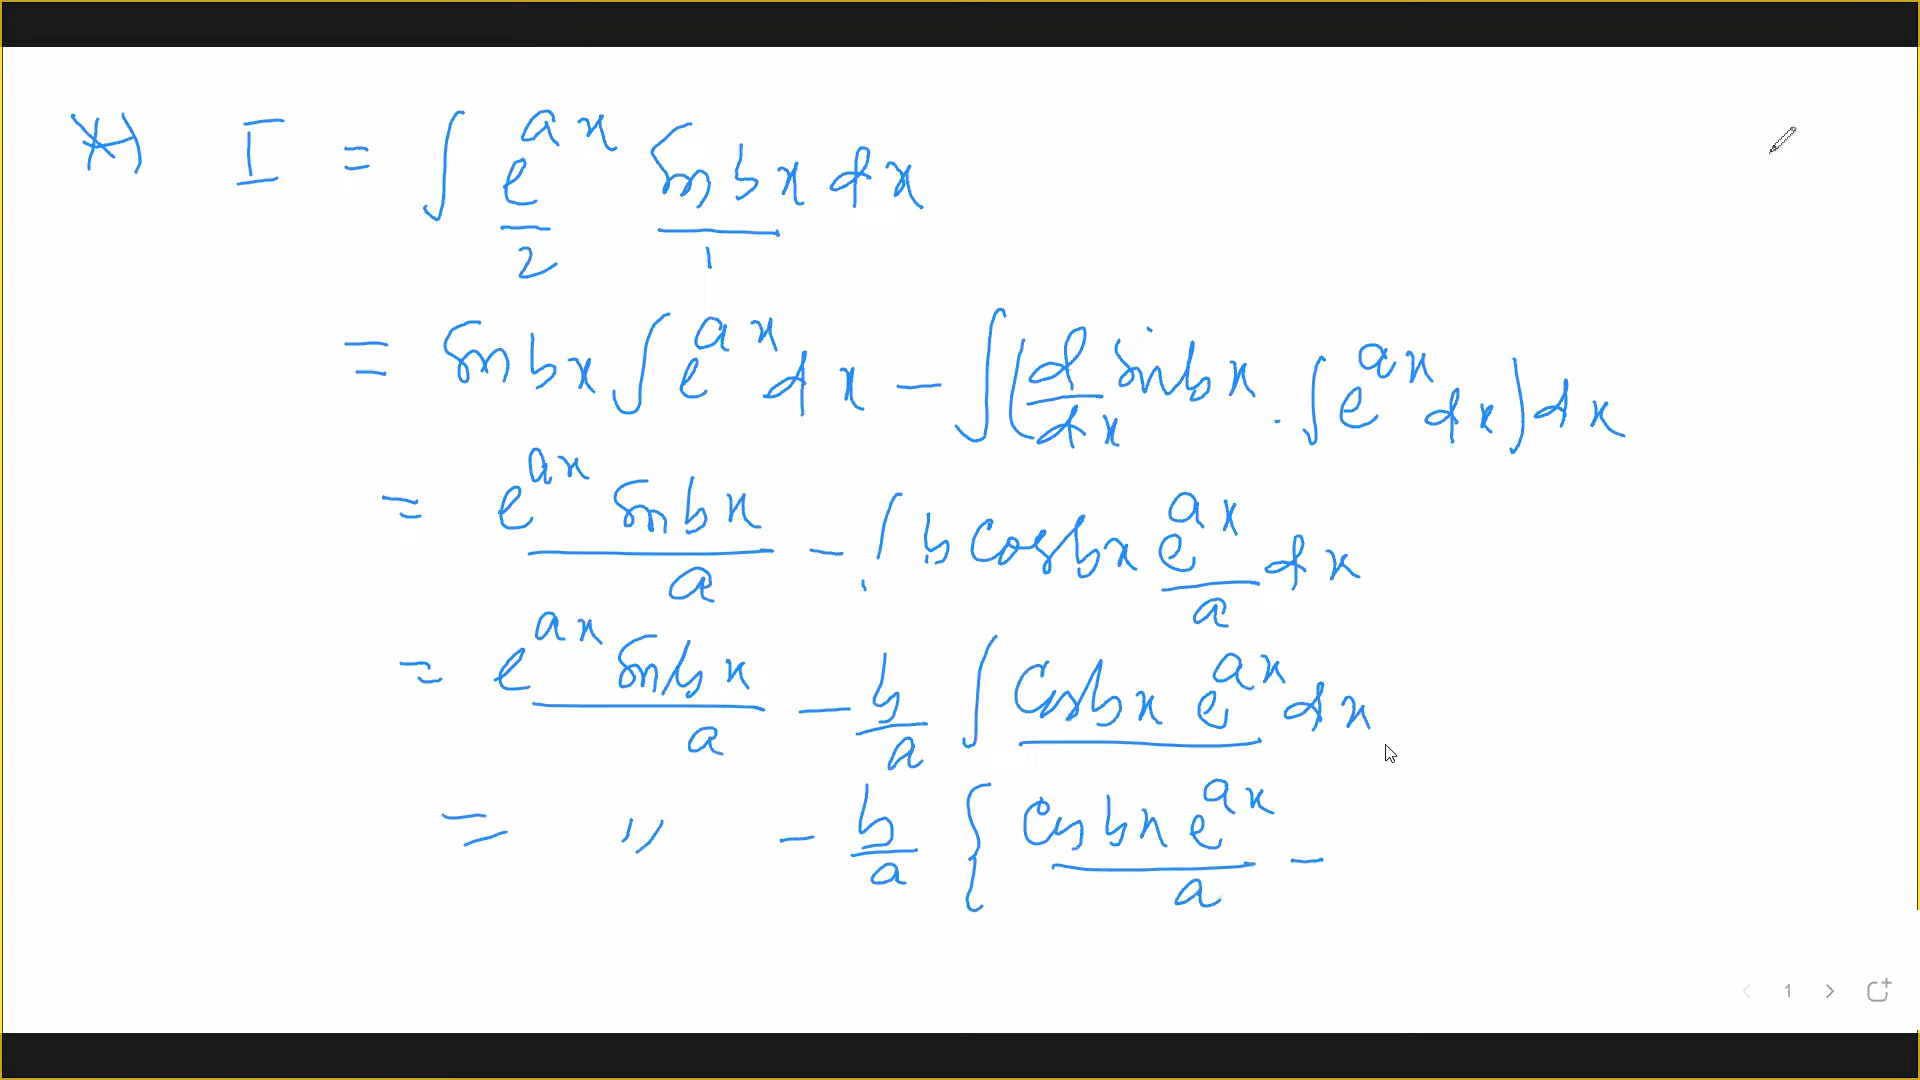 *) I = ∫ e^{ax} sin bx dx
2 1
= sin bx ∫ e^{ax} dx - ∫ (d/dx sin bx . ∫ e^{ax} dx) dx
= e^{ax} sin bx / a - ∫ b cos bx e^{ax}/a dx
= e^{ax} sin bx / a - b/a ∫ cos bx e^{ax} dx
= " - b/a { cos bx e^{ax} / a -
1